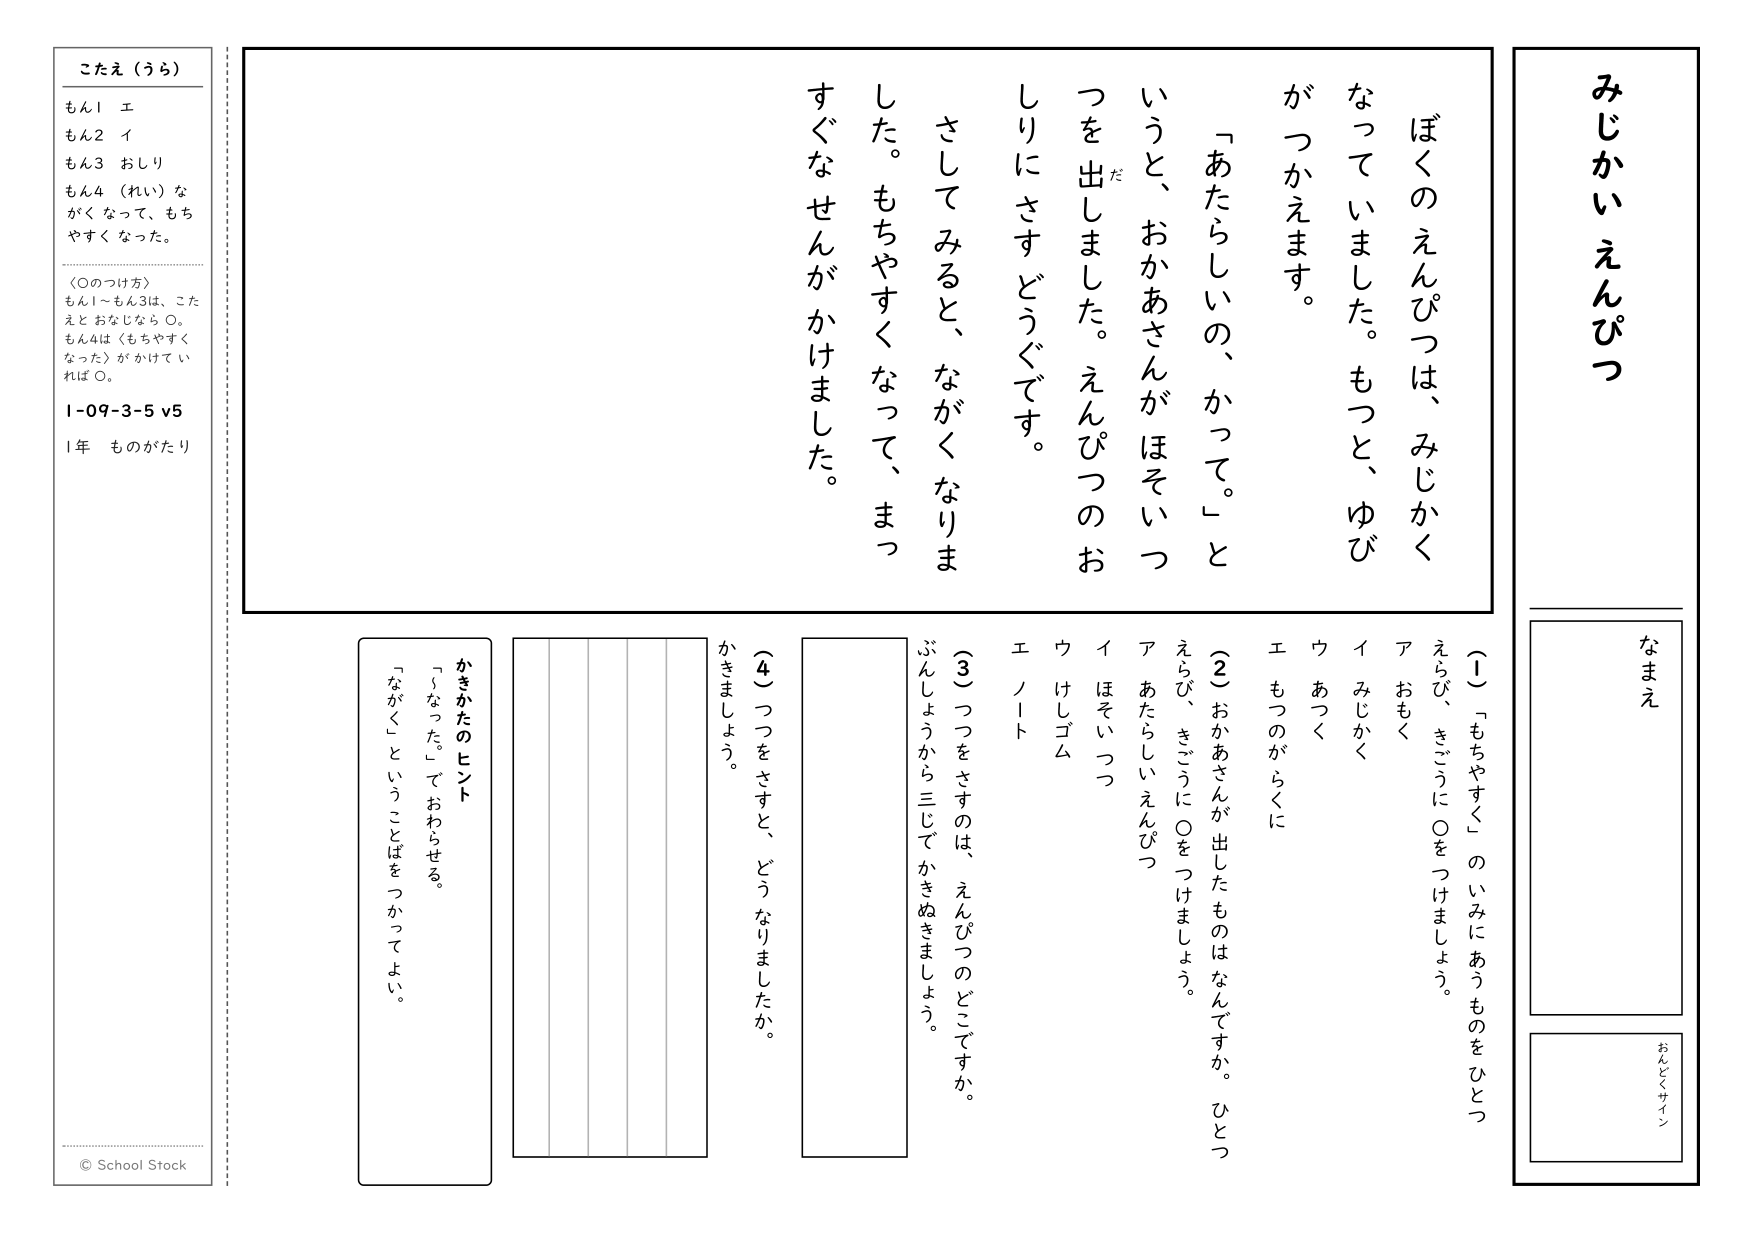 みじかい えんぴつ
なまえ
おんどくサイン
ぼくの えんぴつは、 みじかく
なって いました。 もつと、 ゆび
が つかえます。
「あたらしいの、 かって。」 と
いうと、 おかあさんが ほそい つ
つを 出しました。 えんぴつの お
だ
しりに さす どうぐです。
さして みると、 ながく なりま
した。 もちやすく なって、 まっ
すぐな せんが かけました。
(1) 「もちやすく」 の いみに あう ものを ひとつ
えらび、 きごうに ○を つけましょう。
ア おもく
イ みじかく
ウ あつく
エ もつのが らくに
(2) おかあさんが 出した ものは なんですか。 ひとつ
えらび、 きごうに ○を つけましょう。
ア あたらしい えんぴつ
イ ほそい つつ
ウ けしゴム
エ ノート
(3) つつを さすのは、 えんぴつの どこですか。
ぶんしょうから 三じで かきぬきましょう。
(4) つつを さすと、 どう なりましたか。
かきましょう。
かきかたの ヒント
「～なった。」で おわらせる。
「ながく」と いう ことばを つかって よい。
こたえ（うら）
もん1 エ
もん2 イ
もん3 おしり
もん4 （れい）な
がく なって、もち
やすく なった。
〈○のつけ方〉
もん1～もん3は、こた
えと おなじなら ○。
もん4は〈もちやすく
なった〉が かけて い
れば ○。
1-09-3-5 v5
1年 ものがたり
© School Stock